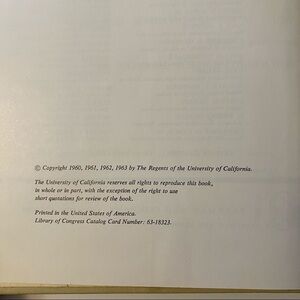 © Copyright 1960, 1961, 1962, 1963 by The Regents of the University of California.
The University of California reserves all rights to reproduce this book,
in whole or in part, with the exception of the right to use
short quotations for review of the book.
Printed in the United States of America.
Library of Congress Catalog Card Number: 63-18323.